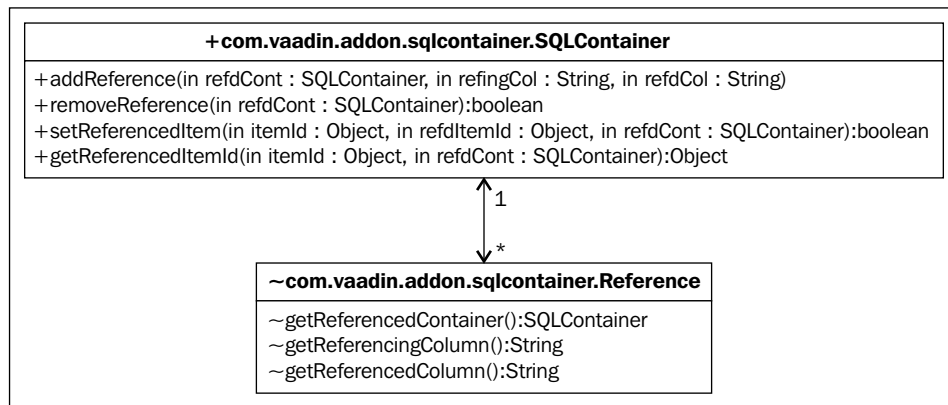 +com.vaadin.addon.sqlcontainer.SQLContainer
+addReference(in refdCont : SQLContainer, in refingCol : String, in refdCol : String)
+removeReference(in refdCont : SQLContainer):boolean
+setReferencedItem(in itemId : Object, in refdItemId : Object, in refdCont : SQLContainer):boolean
+getReferencedItemId(in itemId : Object, in refdCont : SQLContainer):Object
1
*
~com.vaadin.addon.sqlcontainer.Reference
~getReferencedContainer():SQLContainer
~getReferencingColumn():String
~getReferencedColumn():String